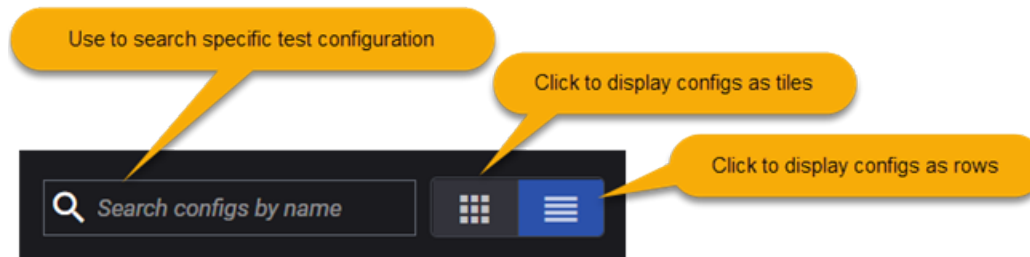 Use to search specific test configuration
Click to display configs as tiles
Click to display configs as rows
Search configs by name